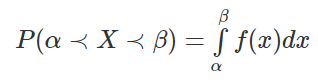 P(α ≺ X ≺ β) = ∫_α^β f(x)dx